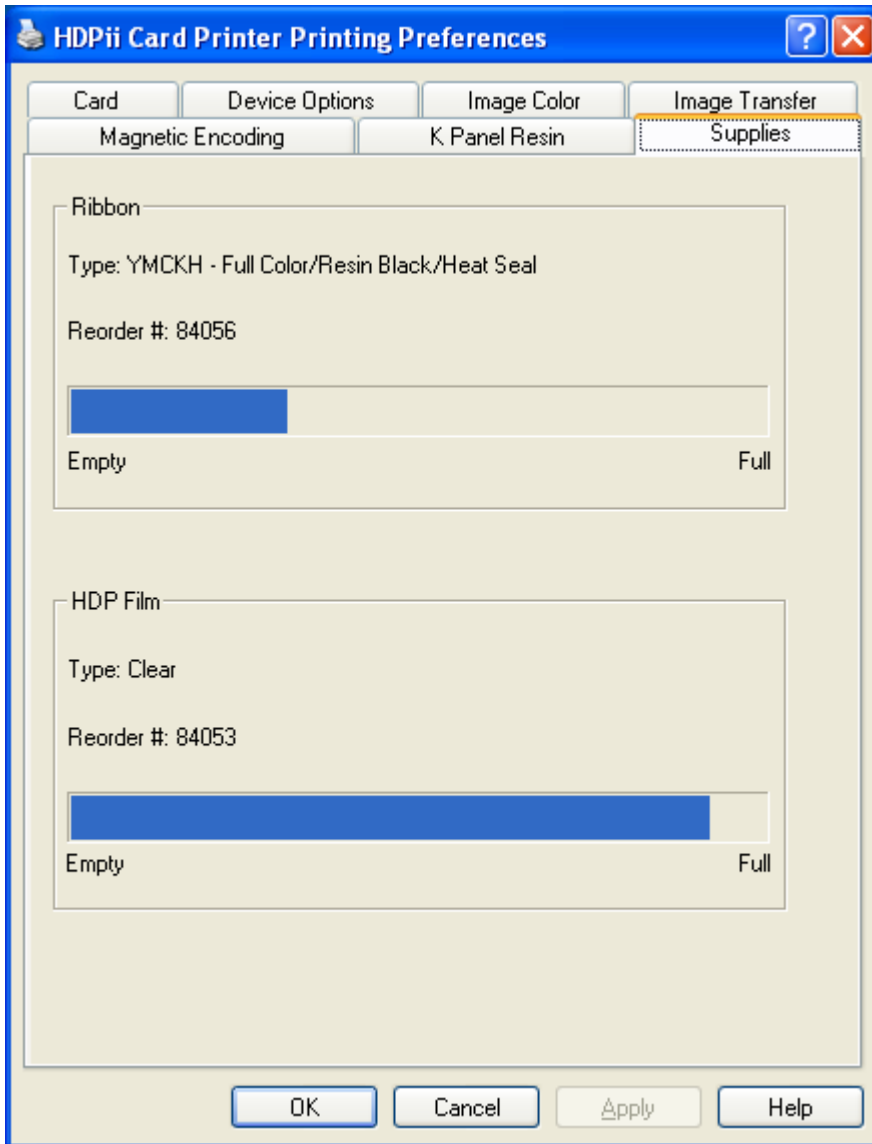 HDPii Card Printer Printing Preferences
Card Device Options Image Color Image Transfer
Magnetic Encoding K Panel Resin Supplies
Ribbon
Type: YMCKH - Full Color/Resin Black/Heat Seal
Reorder #: 84056
Empty Full
HDP Film
Type: Clear
Reorder #: 84053
Empty Full
OK Cancel Apply Help